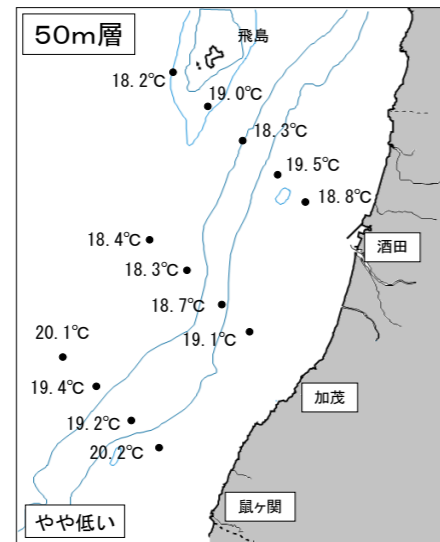 50m層
飛島
18.2℃
19.0℃
18.3℃
19.5℃
18.8℃
18.4℃
酒田
18.3℃
18.7℃
19.1℃
20.1℃
19.4℃
加茂
19.2℃
20.2℃
鼠ヶ関
やや低い